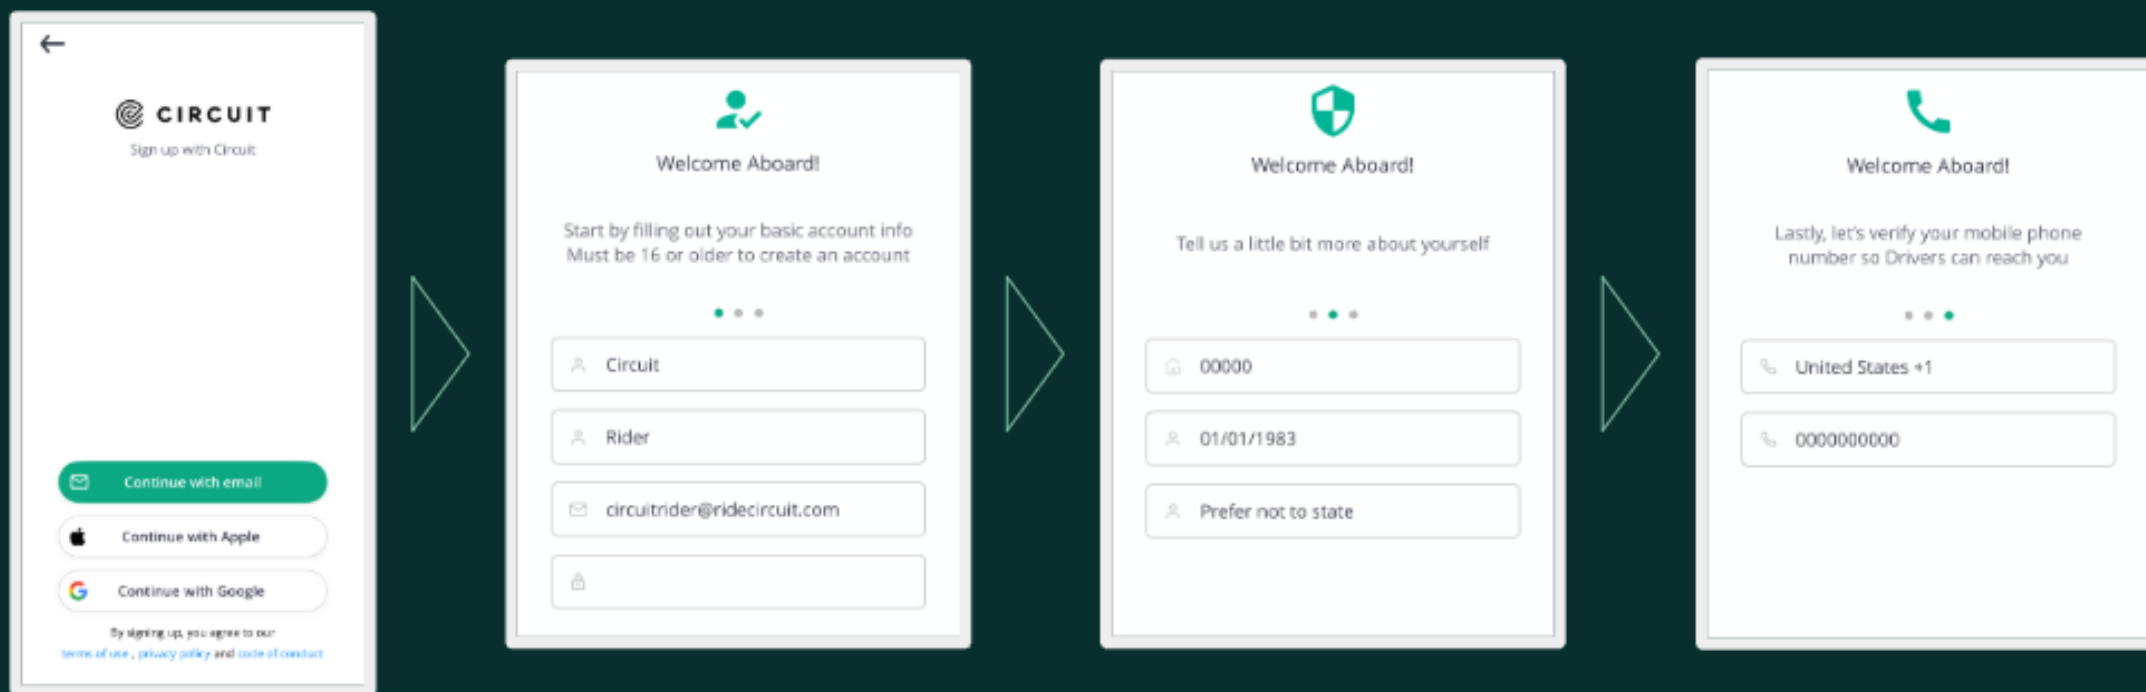 CIRCUIT
Sign up with Circuit
Continue with email
Continue with Apple
Continue with Google
By signing up, you agree to our
terms of use , privacy policy and code of conduct
Welcome Aboard!
Start by filling out your basic account info
Must be 16 or older to create an account
Circuit
Rider
circuitrider@ridecircuit.com
Welcome Aboard!
Tell us a little bit more about yourself
00000
01/01/1983
Prefer not to state
Welcome Aboard!
Lastly, let's verify your mobile phone
number so Drivers can reach you
United States +1
0000000000